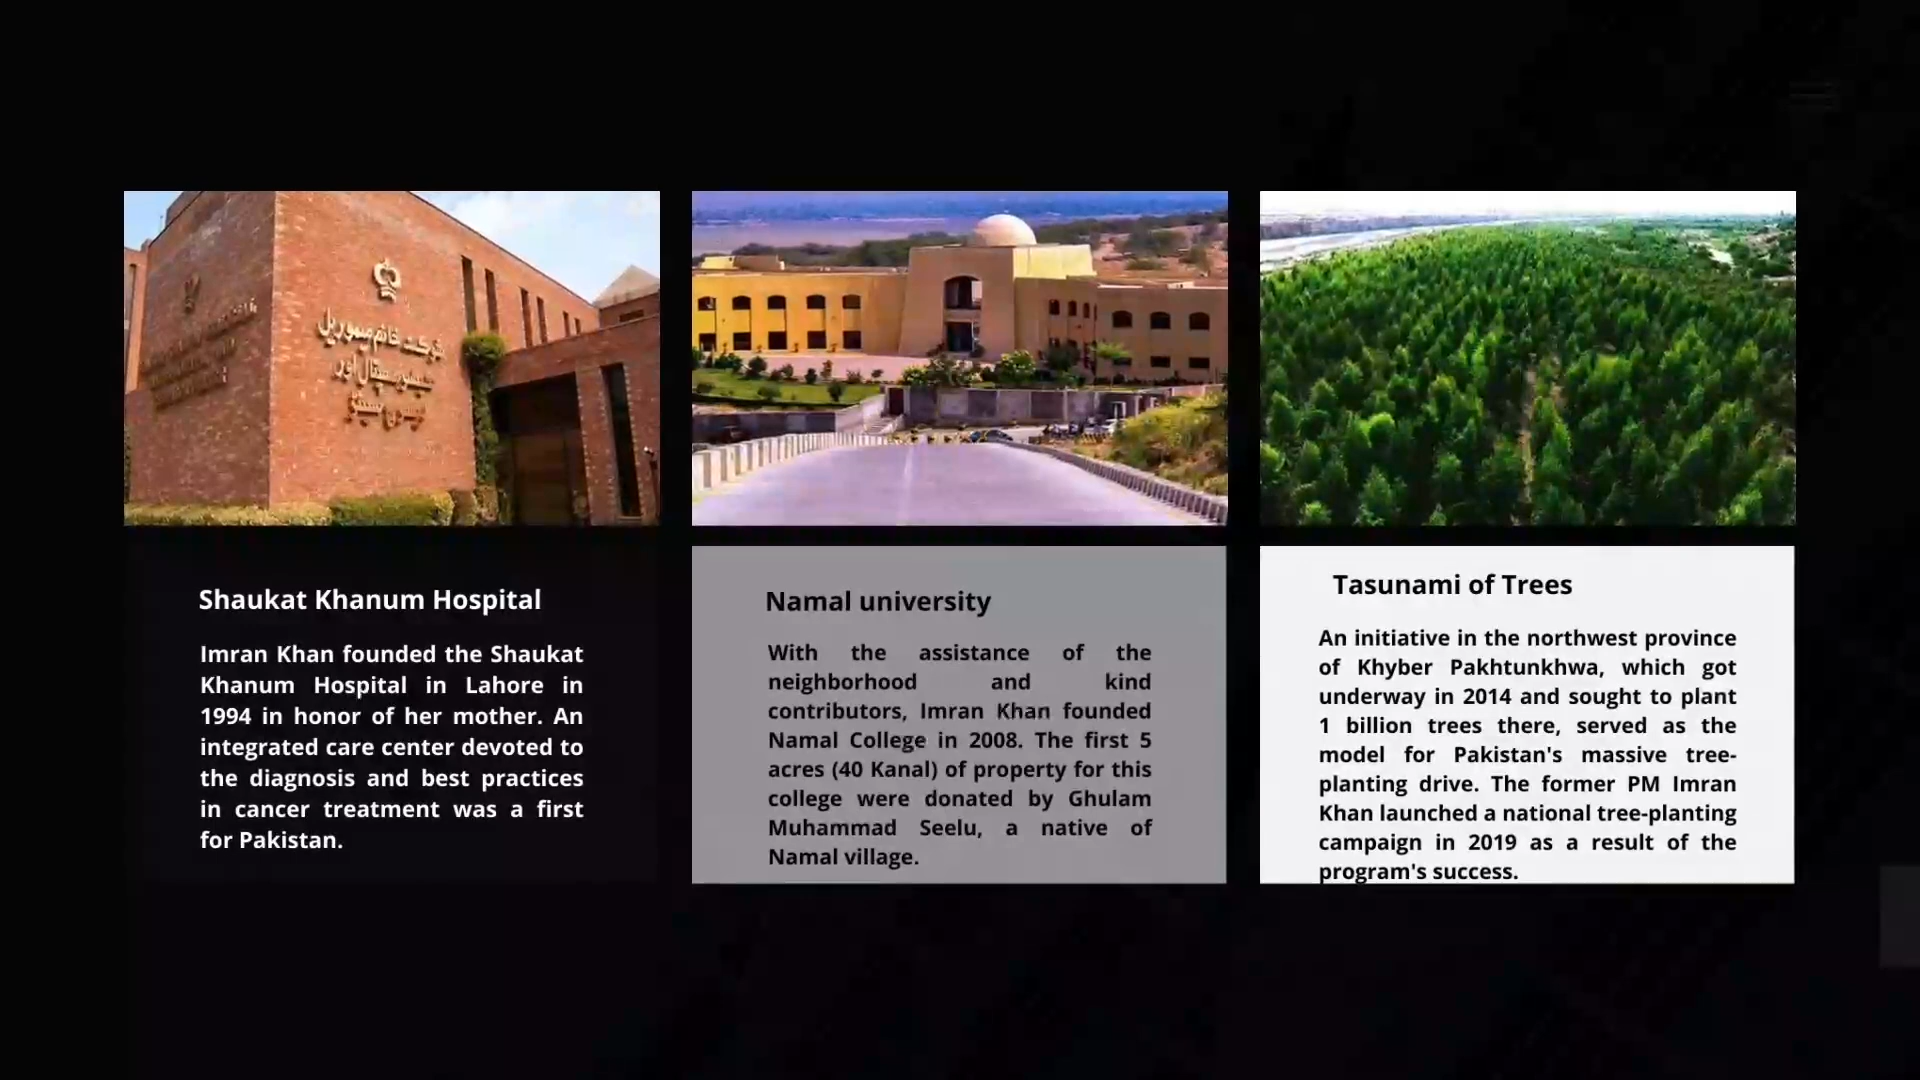 شوکت خانم میموریل
Shaukat Khanum Hospital
Imran Khan founded the Shaukat
Khanum Hospital in Lahore in
1994 in honor of her mother. An
integrated care center devoted to
the diagnosis and best practices
in cancer treatment was a first
for Pakistan.
Namal university
With the assistance of the
neighborhood and kind
contributors, Imran Khan founded
Namal College in 2008. The first 5
acres (40 Kanal) of property for this
college were donated by Ghulam
Muhammad Seelu, a native of
Namal village.
Tasunami of Trees
An initiative in the northwest province
of Khyber Pakhtunkhwa, which got
underway in 2014 and sought to plant
1 billion trees there, served as the
model for Pakistan's massive tree-
planting drive. The former PM Imran
Khan launched a national tree-planting
campaign in 2019 as a result of the
program's success.